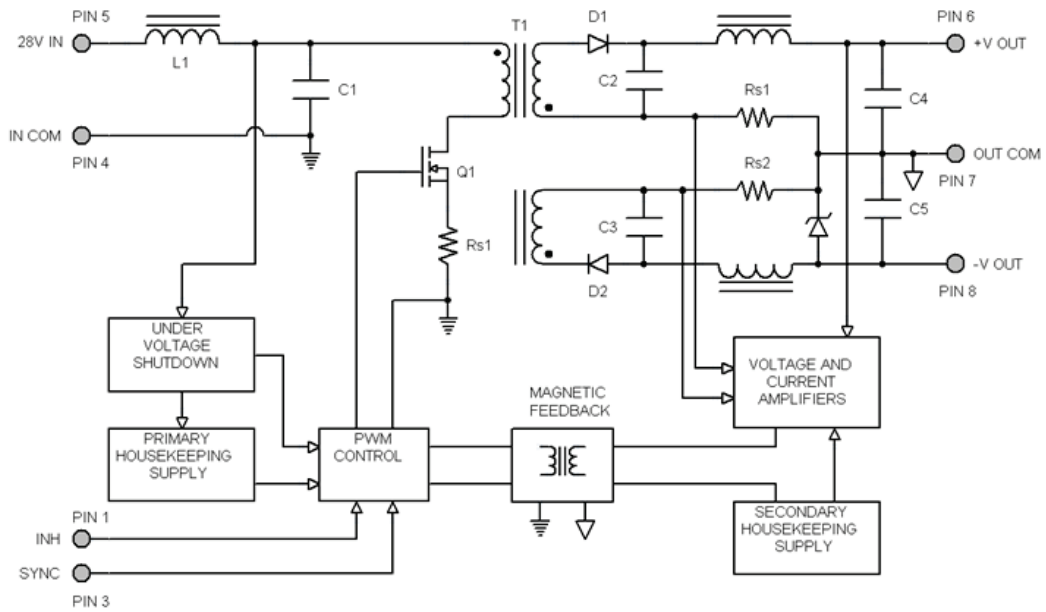 PIN 5
28V IN
L1
C1
IN COM
PIN 4
T1
D1
C2
Rs1
PIN 6
+V OUT
C4
OUT COM
PIN 7
Q1
Rs1
Rs2
C3
C5
D2
-V OUT
PIN 8
UNDER
VOLTAGE
SHUTDOWN
PRIMARY
HOUSEKEEPING
SUPPLY
PWM
CONTROL
MAGNETIC
FEEDBACK
VOLTAGE AND
CURRENT
AMPLIFIERS
SECONDARY
HOUSEKEEPING
SUPPLY
PIN 1
INH
SYNC
PIN 3